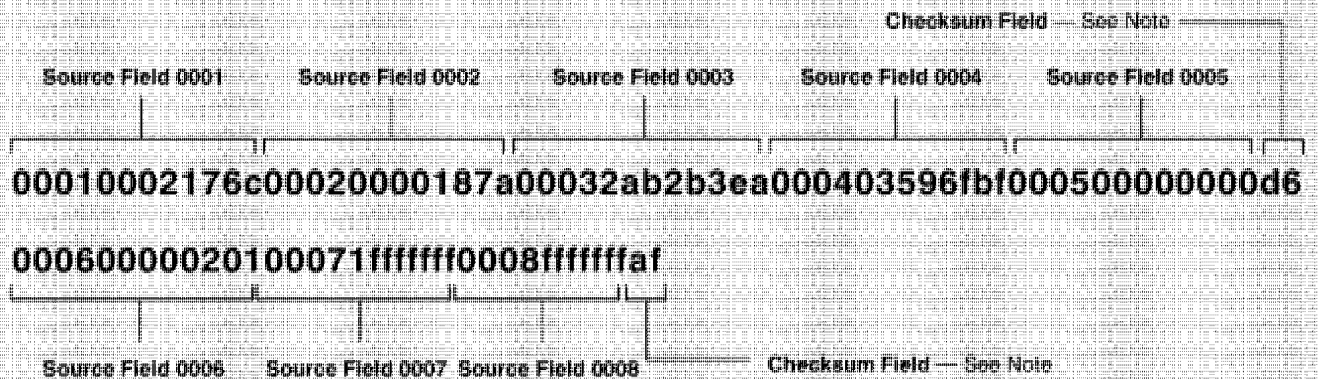 Checksum Field — See Note
Source Field 0001 Source Field 0002 Source Field 0003 Source Field 0004 Source Field 0005
00010002176c00020000187a00032ab2b3ea000403596fbf000500000000d6
00060000020100071fffffff0008fffffffaf
Source Field 0006 Source Field 0007 Source Field 0008 Checksum Field — See Note